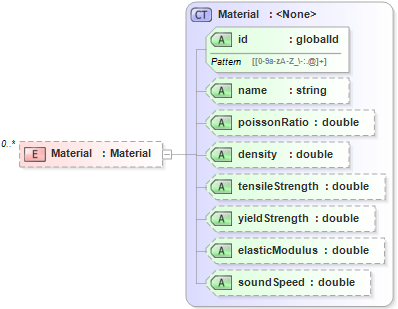 CT Material : <None>
A id : globalId
Pattern [[0-9a-zA-Z_\-:.@]+]
A name : string
A poissonRatio : double
0..*
E Material : Material
A density : double
A tensileStrength : double
A yieldStrength : double
A elasticModulus : double
A soundSpeed : double